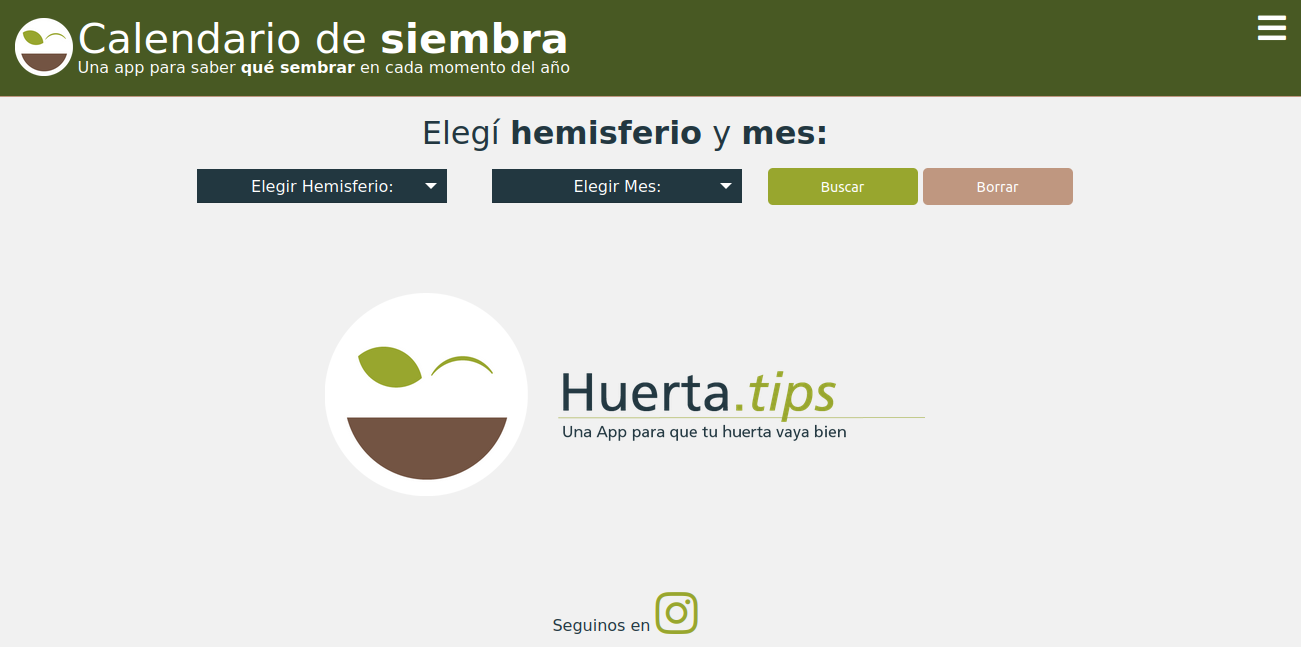 Calendario de siembra
Una app para saber qué sembrar en cada momento del año
Elegí hemisferio y mes:
Elegir Hemisferio:
Elegir Mes:
Buscar
Borrar
Huerta.tips
Una App para que tu huerta vaya bien
Seguinos en